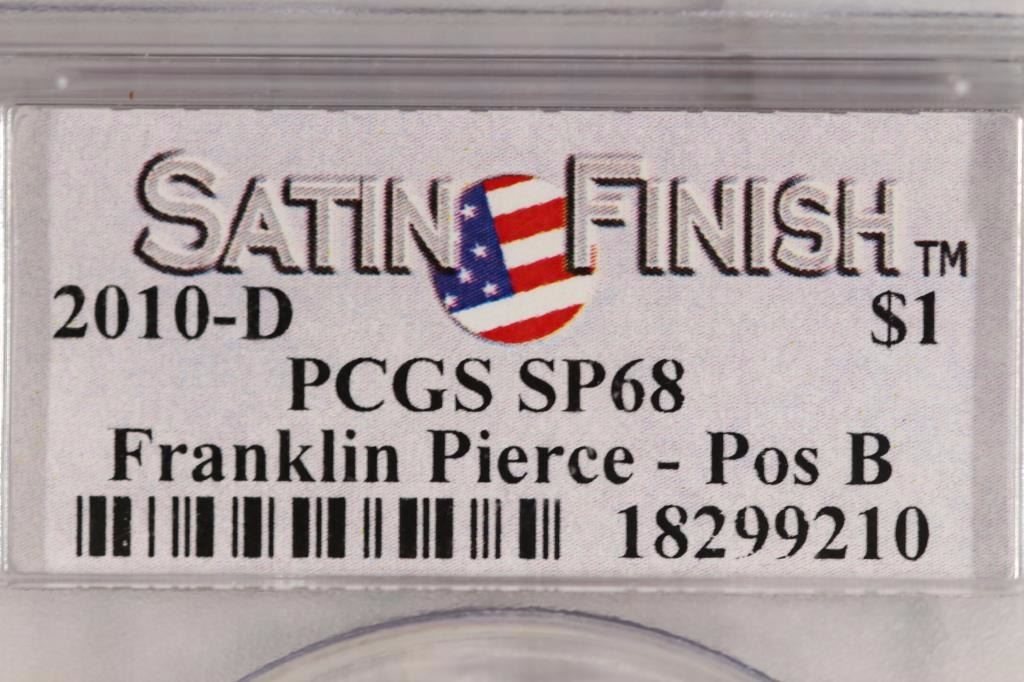 SATIN FINISH™
2010-D $1
PCGS SP68
Franklin Pierce - Pos B
18299210